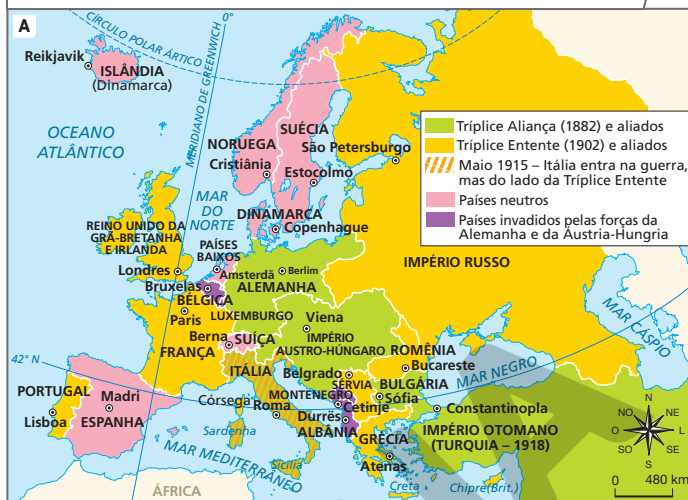 A
CÍRCULO POLAR ÁRTICO
0°
MERIDIANO DE GREENWICH
Reikjavik
ISLÂNDIA
(Dinamarca)
OCEANO
ATLÂNTICO
NORUEGA
SUÉCIA
São Petersburgo
Cristiânia
Estocolmo
MAR
DO
NORTE
DINAMARCA
Copenhague
Tríplice Aliança (1882) e aliados
Tríplice Entente (1902) e aliados
Maio 1915 – Itália entra na guerra,
mas do lado da Tríplice Entente
Países neutros
Países invadidos pelas forças da
Alemanha e da Áustria-Hungria
REINO UNIDO DA
GRÃ-BRETANHA
E IRLANDA
PAÍSES
BAIXOS
Londres
Amsterdã
Berlim
ALEMANHA
IMPÉRIO RUSSO
Bruxelas
BÉLGICA
LUXEMBURGO
Paris
Viena
Berna
SUÍÇA
IMPÉRIO
AUSTRO-HÚNGARO
FRANÇA
ROMÊNIA
MAR CÁSPIO
42° N
ITÁLIA
Belgrado
Bucareste
MAR NEGRO
SÉRVIA
BULGÁRIA
PORTUGAL
Madri
MONTENEGRO
Sófia
Lisboa
ESPANHA
Córsega
Roma
Cetinje
Constantinopla
Durrës
ALBÂNIA
IMPÉRIO OTOMANO
(TURQUIA – 1918)
Sardenha
GRÉCIA
MAR MEDITERRÂNEO
Sicília
Atenas
Creta
Chipre(Brit.)
ÁFRICA
N
NO
NE
O
L
SO
SE
S
0
480 km